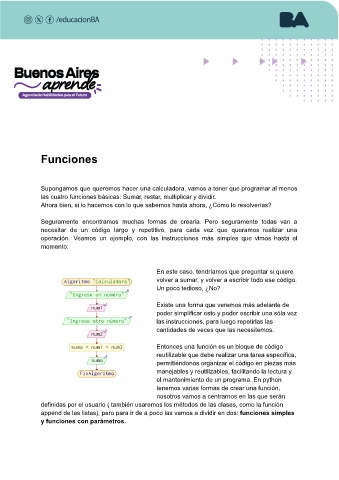 /educacionBA
BA
Buenos Aires
aprende
Agencia de habilidades para el Futuro
Funciones
Supongamos que queremos hacer una calculadora, vamos a tener que programar al menos
las cuatro funciones básicas: Sumar, restar, multiplicar y dividir.
Ahora bien, si lo hacemos con lo que sabemos hasta ahora, ¿Cómo lo resolverías?
Seguramente encontramos muchas formas de crearla. Pero seguramente todas van a
necesitar de un código largo y repetitivo, para cada vez que queramos realizar una
operación. Veamos un ejemplo, con las instrucciones más simples que vimos hasta el
momento:
Algoritmo "Calculadora"
"Ingrese un número"
num1
"Ingrese otro número"
num2
suma = num1 + num2
suma
FinAlgoritmo
En este caso, tendríamos que preguntar si quiere
volver a sumar, y volver a escribir todo ese código.
Un poco tedioso, ¿No?
Existe una forma que veremos más adelante de
poder simplificar esto y poder escribir una sóla vez
las instrucciones, para luego repetirlas las
cantidades de veces que las necesitemos.
Entonces una función es un bloque de código
reutilizable que debe realizar una tarea específica,
permitiéndonos organizar el código en piezas más
manejables y reutilizables, facilitando la lectura y
el mantenimiento de un programa. En python
tenemos varias formas de crear una función,
nosotros vamos a centrarnos en las que serán
definidas por el usuario ( también usaremos los métodos de las clases, como la función
append de las listas), pero para ir de a poco las vamos a dividir en dos: funciones simples
y funciones con parámetros.